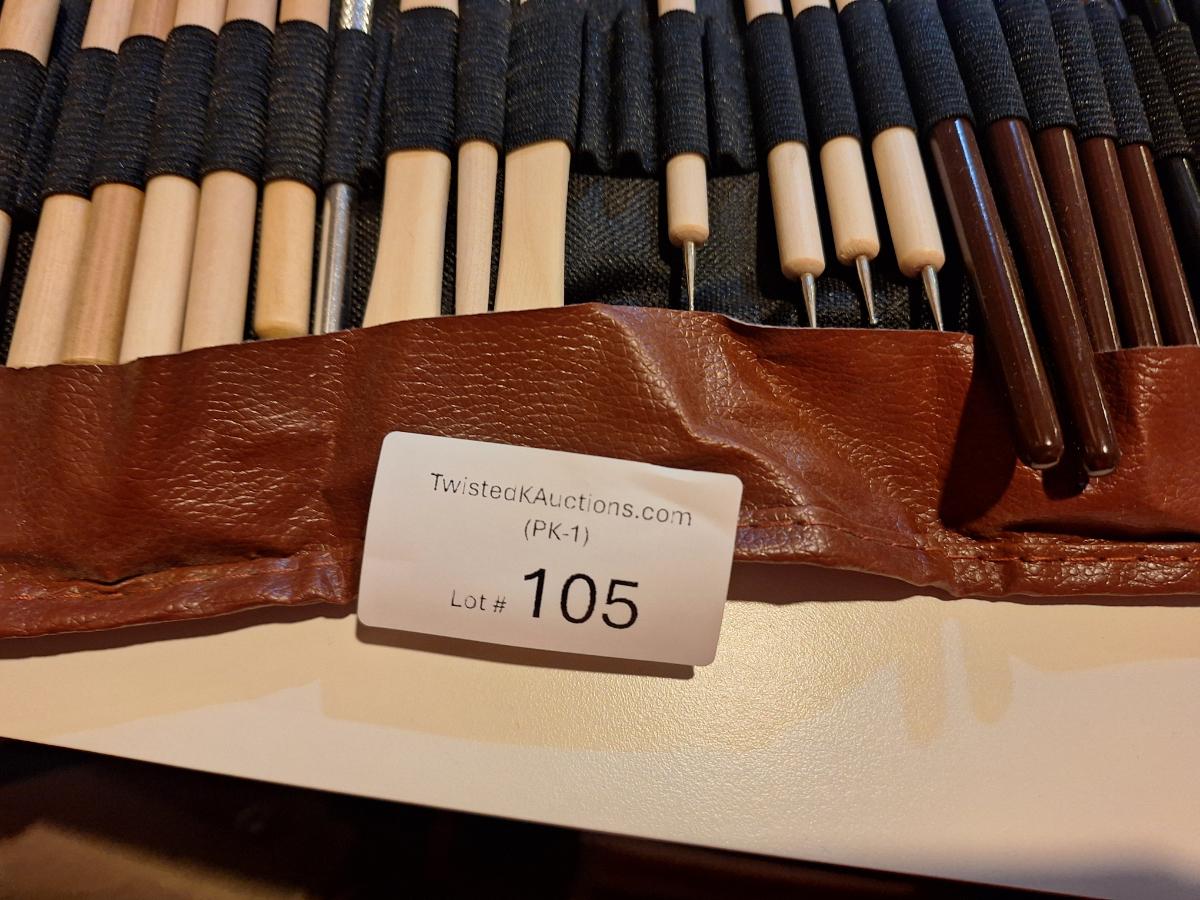 TwistedKAuctions.com
(PK-1)
Lot # 105